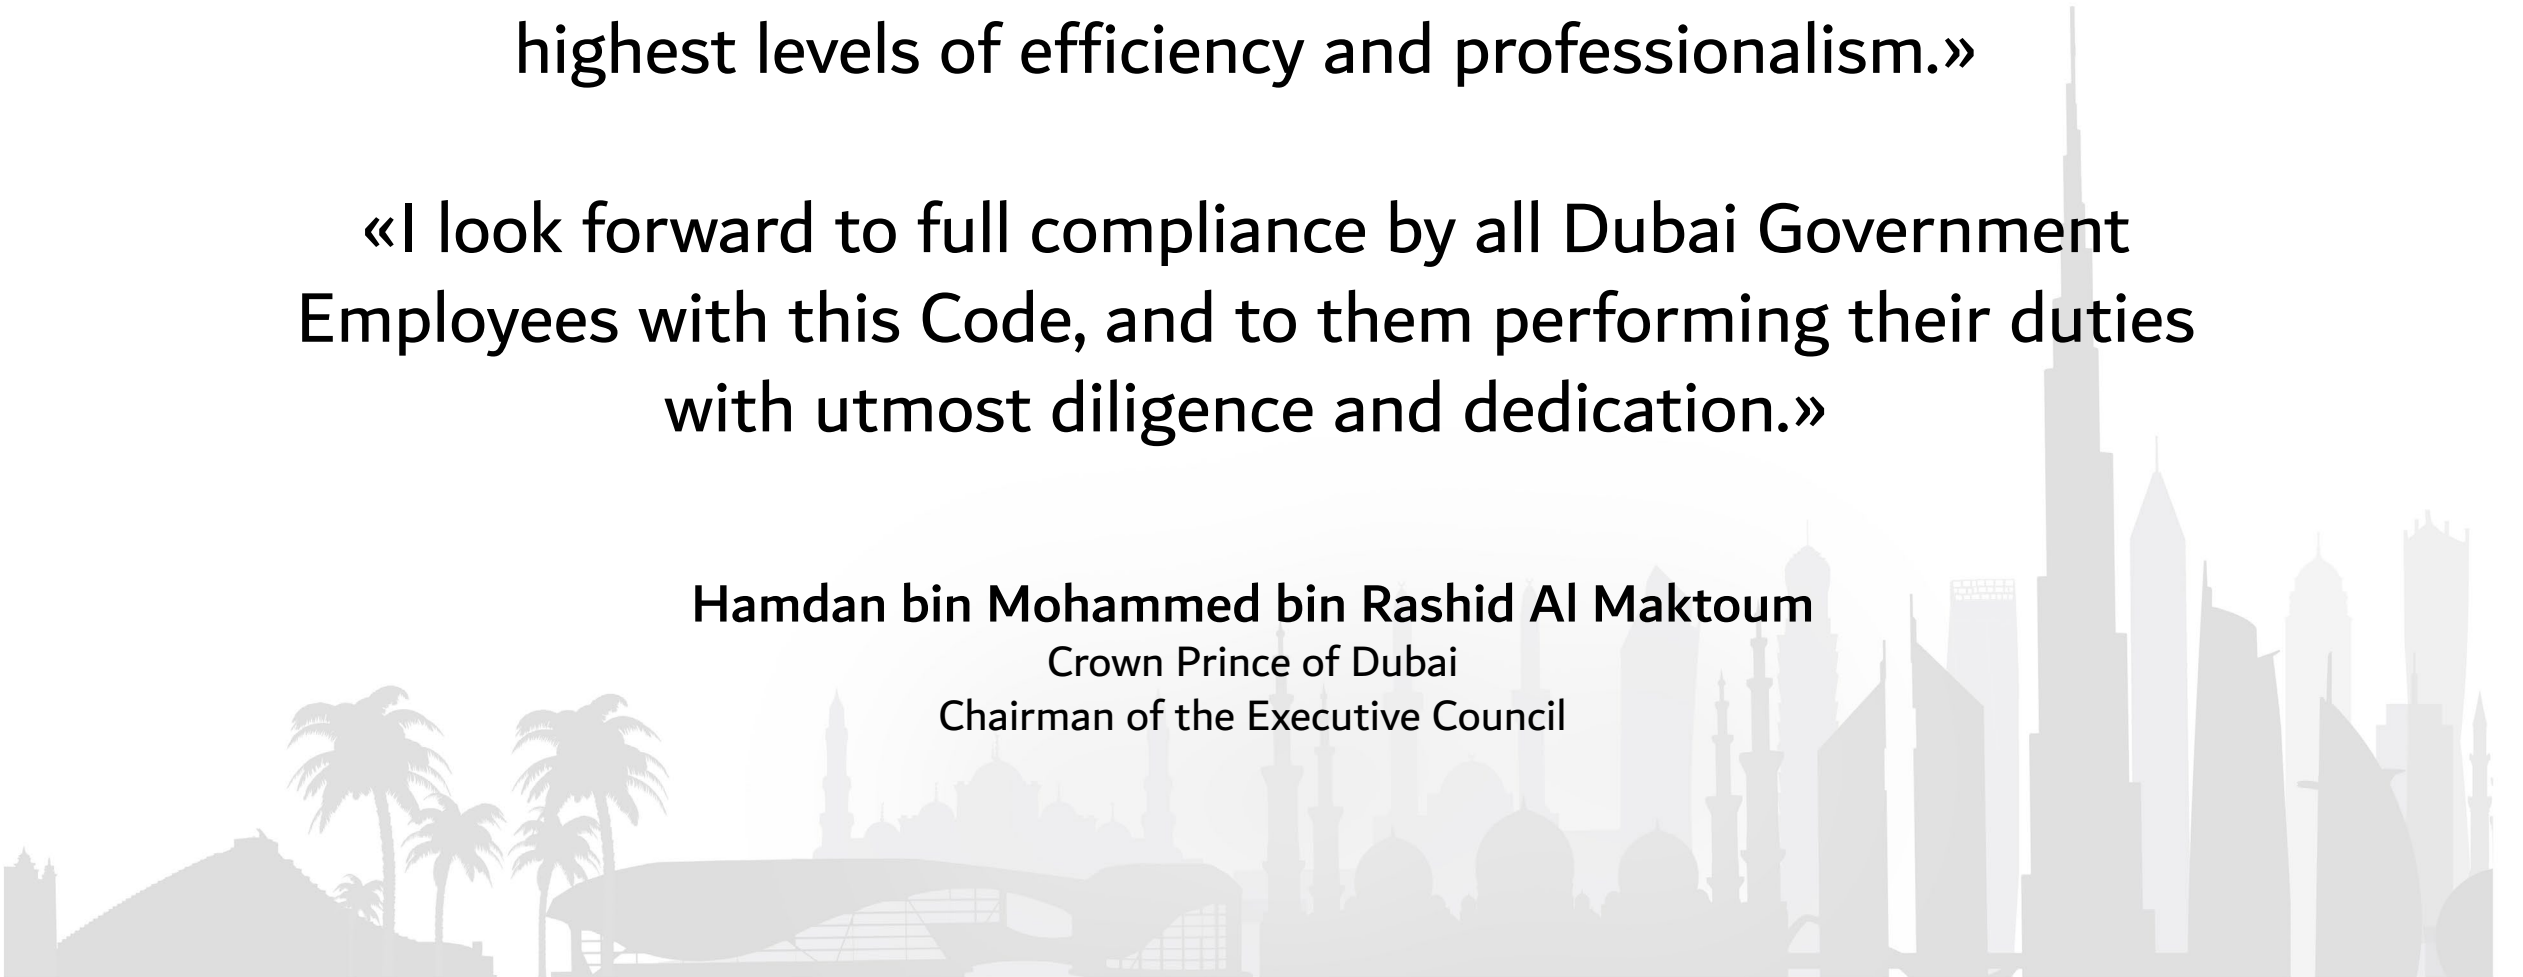 highest levels of efficiency and professionalism.»
«I look forward to full compliance by all Dubai Government
Employees with this Code, and to them performing their duties
with utmost diligence and dedication.»
Hamdan bin Mohammed bin Rashid Al Maktoum
Crown Prince of Dubai
Chairman of the Executive Council